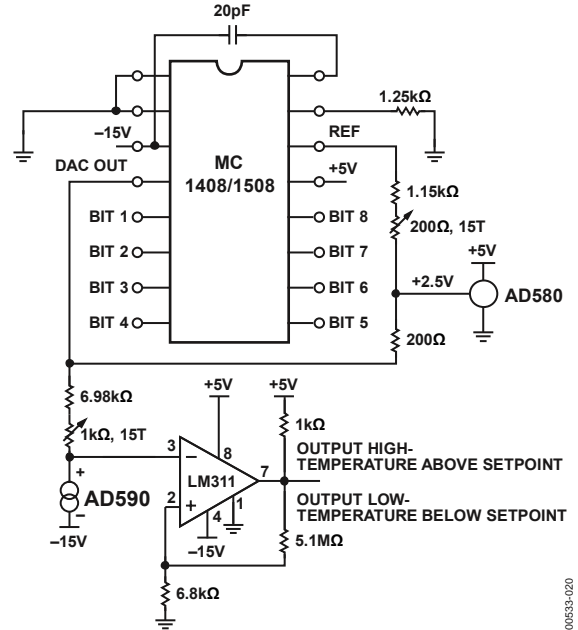 20pF
1.25kΩ
–15V
REF
DAC OUT
MC
1408/1508
+5V
1.15kΩ
BIT 1
BIT 8
200Ω, 15T
BIT 2
BIT 7
+5V
BIT 3
BIT 6
+2.5V
AD580
BIT 4
BIT 5
200Ω
6.98kΩ
+5V
+5V
1kΩ, 15T
1kΩ
OUTPUT HIGH-
TEMPERATURE ABOVE SETPOINT
3
–
8
+
LM311
7
AD590
OUTPUT LOW-
TEMPERATURE BELOW SETPOINT
2
+
4
1
–
–15V
–15V
5.1MΩ
6.8kΩ
00533-020